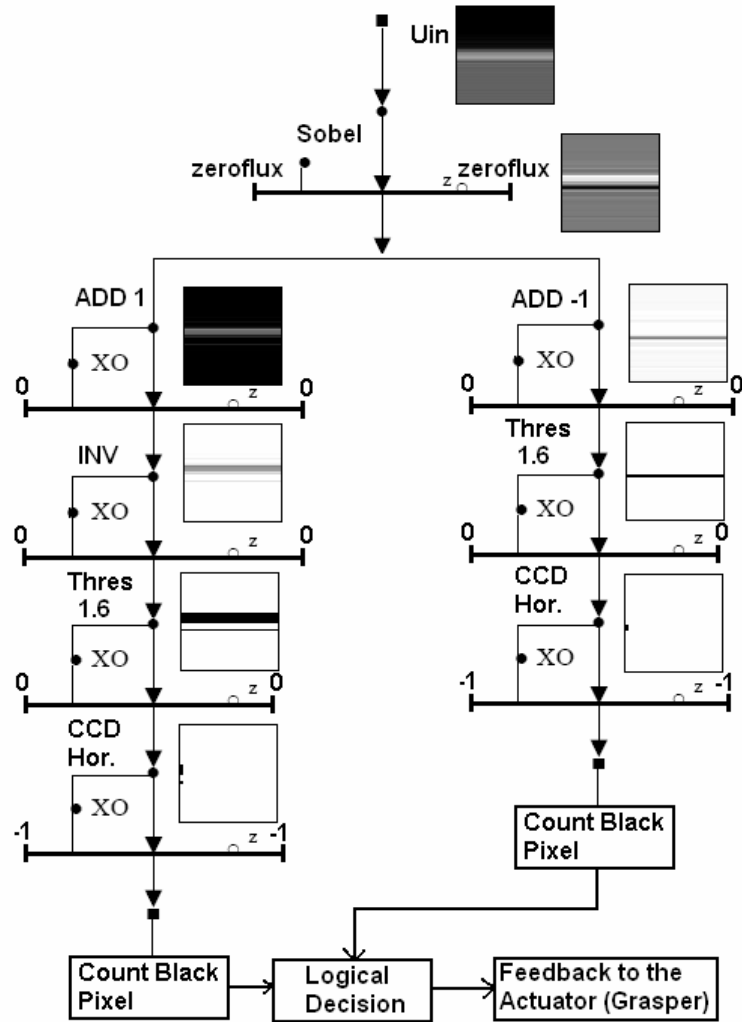 Uin
Sobel
zeroflux
z
zeroflux
ADD 1
XO
0
z
0
INV
XO
0
z
0
Thres
1.6
XO
0
z
0
CCD
Hor.
XO
-1
z
-1
Count Black
Pixel
ADD -1
XO
0
z
0
Thres
1.6
XO
0
z
0
CCD
Hor.
XO
-1
z
-1
Count Black
Pixel
Logical
Decision
Feedback to the
Actuator (Grasper)